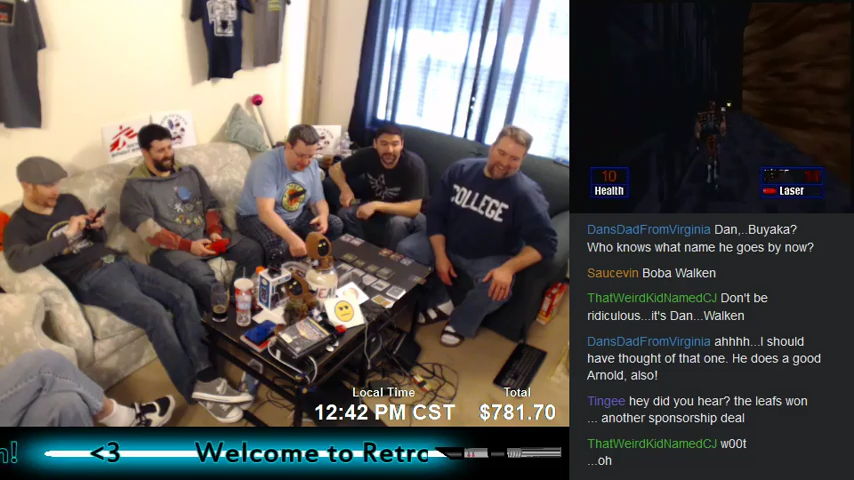 COLLEGE
Local Time
12:42 PM CST
Total
$781.70
n!
<3
Welcome to Retro
10
Health
Laser
DansDadFromVirginia Dan,..Buyaka?
Who knows what name he goes by now?
Saucevin Boba Walken
ThatWeirdKidNamedCJ Don't be
ridiculous...it's Dan...Walken
DansDadFromVirginia ahhhh...I should
have thought of that one. He does a good
Arnold, also!
Tingee hey did you hear? the leafs won
... another sponsorship deal
ThatWeirdKidNamedCJ w00t
...oh